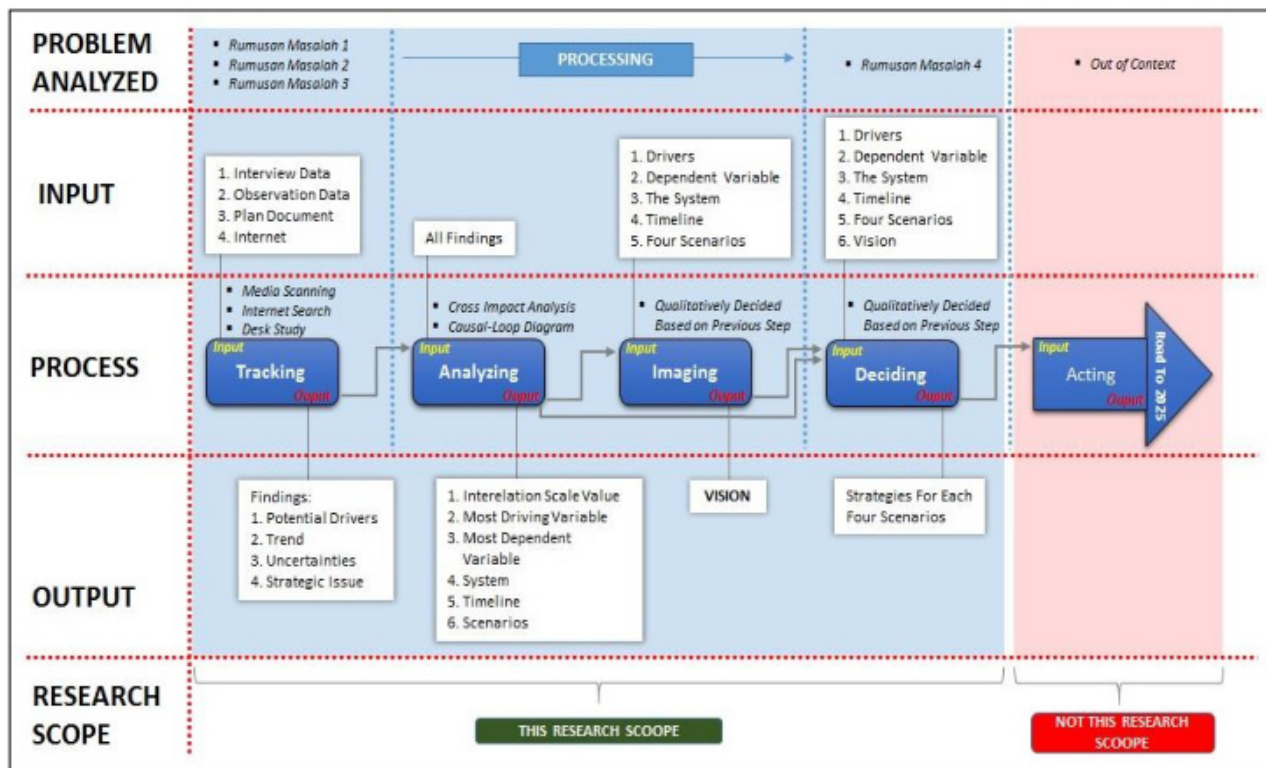 PROBLEM
ANALYZED
▪ Rumusan Masalah 1
▪ Rumusan Masalah 2
▪ Rumusan Masalah 3
PROCESSING
▪ Rumusan Masalah 4
▪ Out of Context
INPUT
1. Interview Data
2. Observation Data
3. Plan Document
4. Internet
All Findings
1. Drivers
2. Dependent Variable
3. The System
4. Timeline
5. Four Scenarios
1. Drivers
2. Dependent Variable
3. The System
4. Timeline
5. Four Scenarios
6. Vision
PROCESS
▪ Media Scanning
▪ Internet Search
▪ Desk Study
Input
Tracking
Ouput
▪ Cross Impact Analysis
▪ Causal-Loop Diagram
Input
Analyzing
Ouput
▪ Qualitatively Decided
Based on Previous Step
Input
Imaging
Ouput
▪ Qualitatively Decided
Based on Previous Step
Input
Deciding
Ouput
Input
Acting
Ouput
Road To 2025
OUTPUT
Findings:
1. Potential Drivers
2. Trend
3. Uncertainties
4. Strategic Issue
1. Interelation Scale Value
2. Most Driving Variable
3. Most Dependent
Variable
4. System
5. Timeline
6. Scenarios
VISION
Strategies For Each
Four Scenarios
RESEARCH
SCOPE
THIS RESEARCH SCOOPE
NOT THIS RESEARCH
SCOOPE